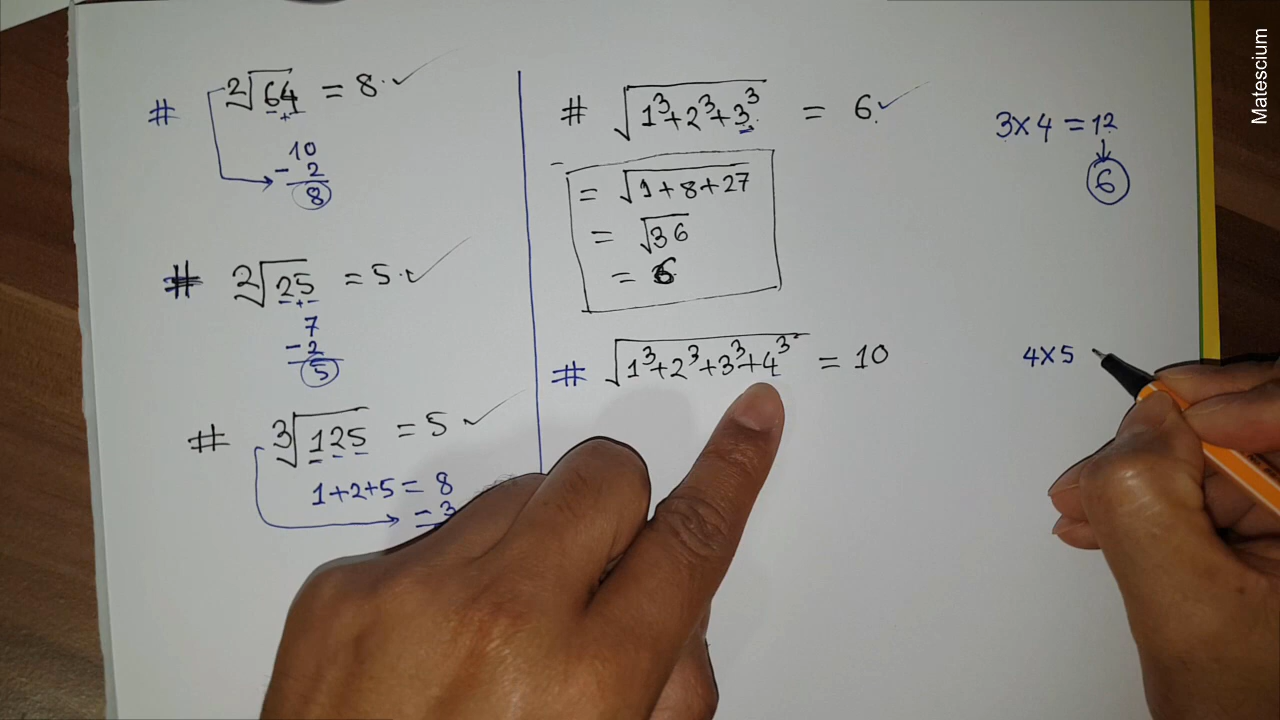 # ²√64 = 8 ✓
10
- 2
8
# ²√25 = 5 ✓
7
- 2
5
# ³√125 = 5 ✓
1+2+5 = 8
- 3
# √1³+2³+3³ = 6 ✓
= √1+8+27
= √36
= 6
# √1³+2³+3³+4³ = 10
3×4 = 12
↓
6
4×5
Matescium